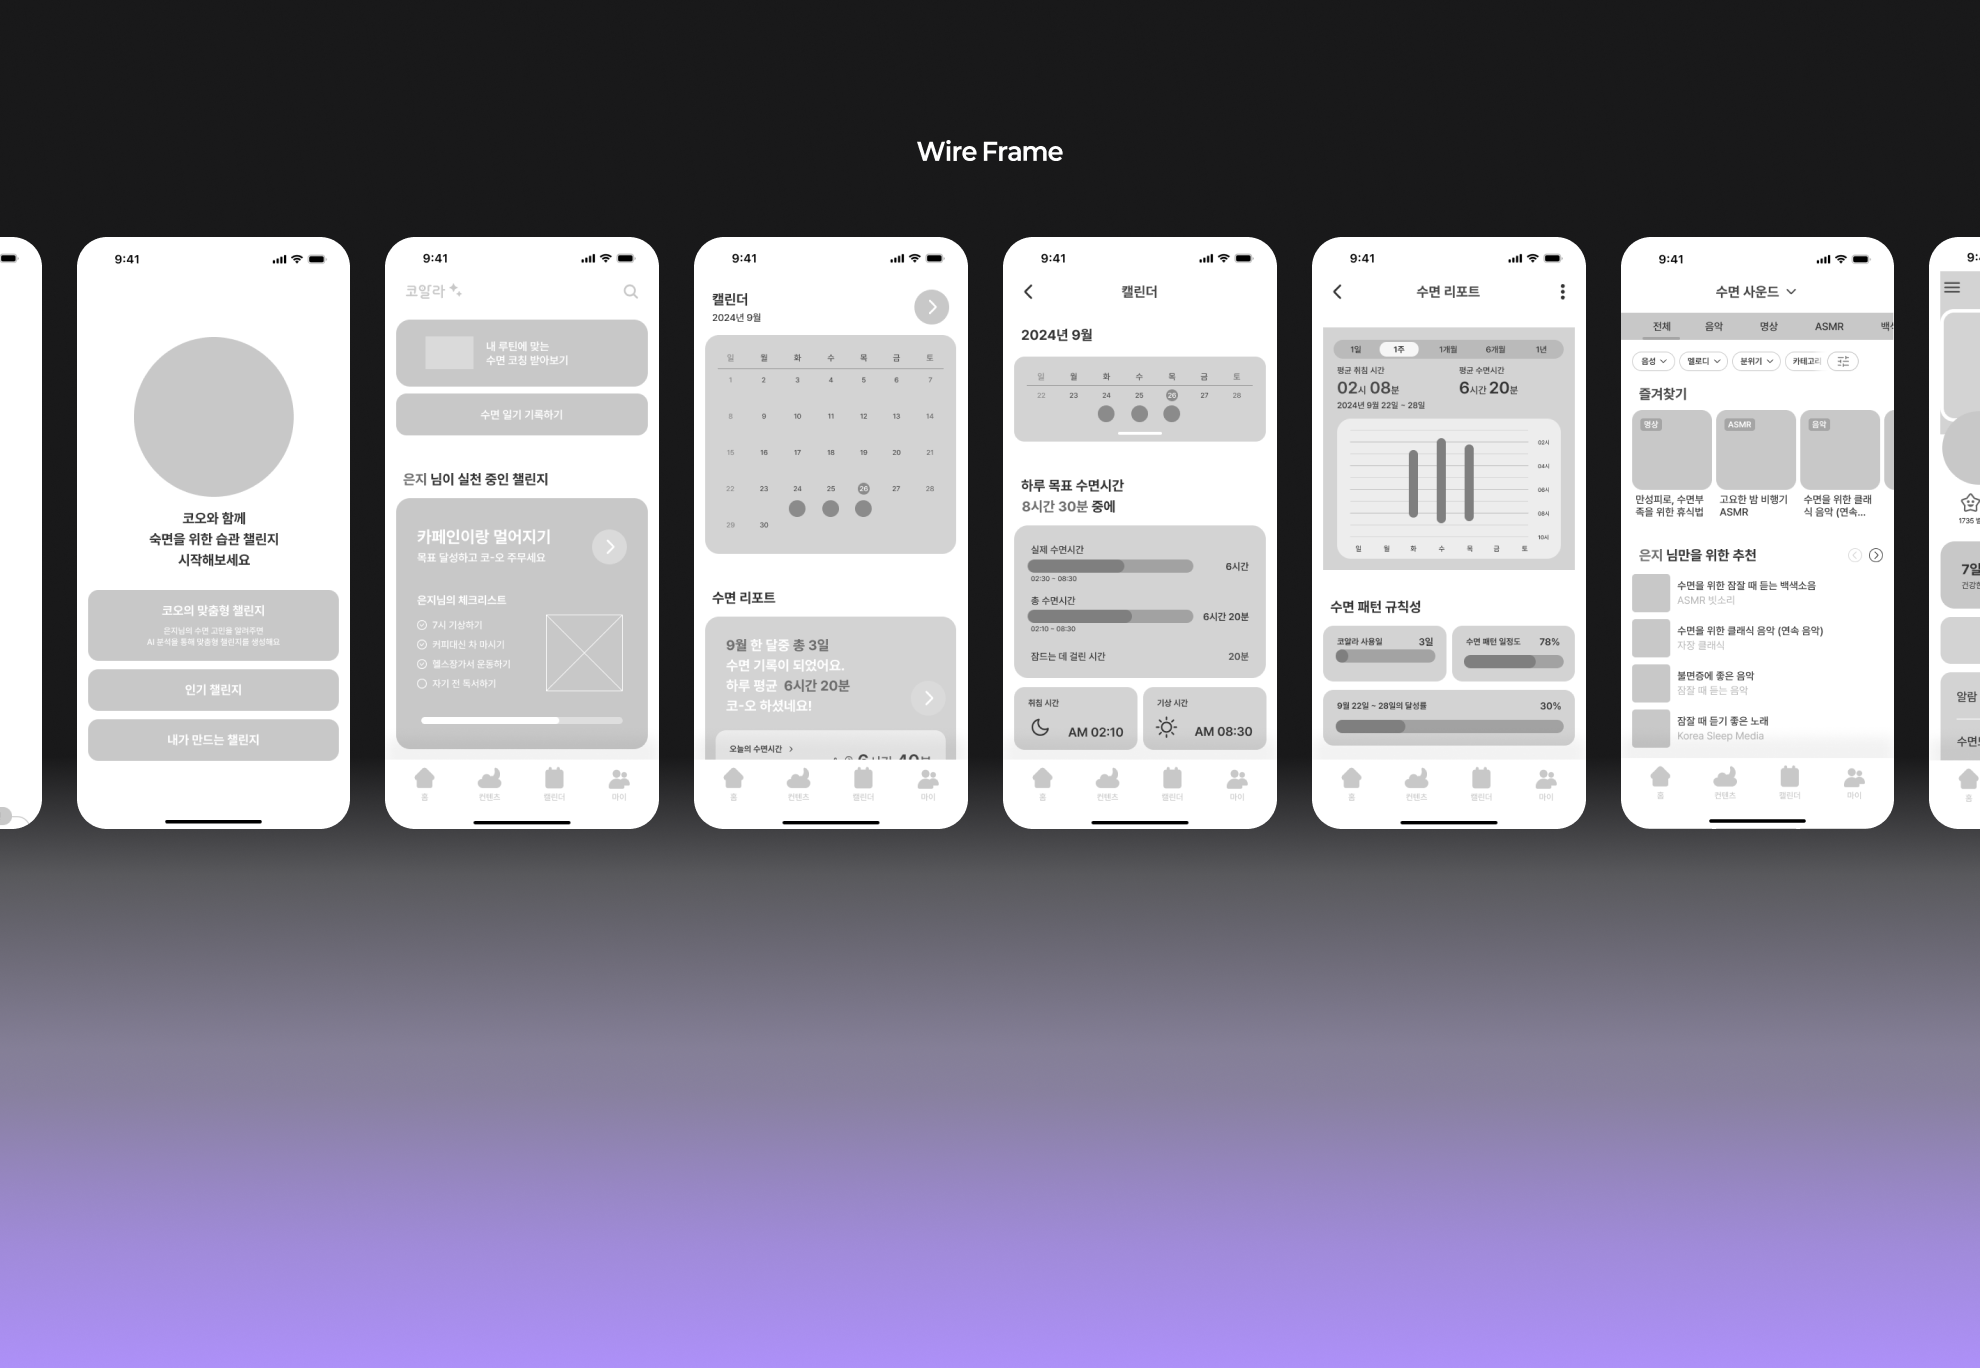 Wire Frame
9:41
코오와 함께
숙면을 위한 습관 챌린지
시작해보세요
코오의 맞춤형 챌린지
은지님의 수면 고민을 알려주면
AI 분석을 통해 맞춤형 챌린지를 생성해요
인기 챌린지
내가 만드는 챌린지
9:41
코알라
내 루틴에 맞는
수면 코칭 받아보기
수면 일기 기록하기
은지 님이 실천 중인 챌린지
카페인이랑 멀어지기
목표 달성하고 코-오 주무세요
은지님의 체크리스트
7시 기상하기
커피대신 차 마시기
헬스장가서 운동하기
자기 전 독서하기
홈 컨텐츠 캘린더 마이
9:41
캘린더
2024년 9월
일 월 화 수 목 금 토
1 2 3 4 5 6 7
8 9 10 11 12 13 14
15 16 17 18 19 20 21
22 23 24 25 26 27 28
29 30
수면 리포트
9월 한 달중 총 3일
수면 기록이 되었어요.
하루 평균 6시간 20분
코-오 하셨네요!
오늘의 수면시간
홈 컨텐츠 캘린더 마이
9:41
캘린더
2024년 9월
일 월 화 수 목 금 토
22 23 24 25 26 27 28
하루 목표 수면시간
8시간 30분 중에
실제 수면시간
6시간
02:30 ~ 08:30
총 수면시간
6시간 20분
02:10 ~ 08:30
잠드는 데 걸린 시간 20분
취침 시간
AM 02:10
기상 시간
AM 08:30
홈 컨텐츠 캘린더 마이
9:41
수면 리포트
1일 1주 1개월 6개월 1년
평균 취침 시간 평균 수면시간
02시 08분 6시간 20분
2024년 9월 22일 ~ 28일
02시
04시
06시
08시
10시
일 월 화 수 목 금 토
수면 패턴 규칙성
코알라 사용일 3일
수면 패턴 일정도 78%
9월 22일 ~ 28일의 달성률 30%
홈 컨텐츠 캘린더 마이
9:41
수면 사운드
전체 음악 명상 ASMR
음성 멜로디 분위기 카테고리
즐겨찾기
명상 ASMR 음악
만성피로, 수면부
족을 위한 휴식법
고요한 밤 비행기
ASMR
수면을 위한 클래
식 음악 (연속...
은지 님만을 위한 추천
수면을 위한 잠잘 때 듣는 백색소음
ASMR 빗소리
수면을 위한 클래식 음악 (연속 음악)
자장 클래식
불면증에 좋은 음악
잠잘 때 듣는 음악
잠잘 때 듣기 좋은 노래
Korea Sleep Media
홈 컨텐츠 캘린더 마이
1735
7일
알람
홈